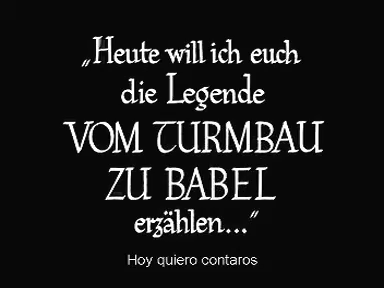 „Heute will ich euch
die Legende
VOM TURMBAU
ZU BABEL
erzählen..."
Hoy quiero contaros